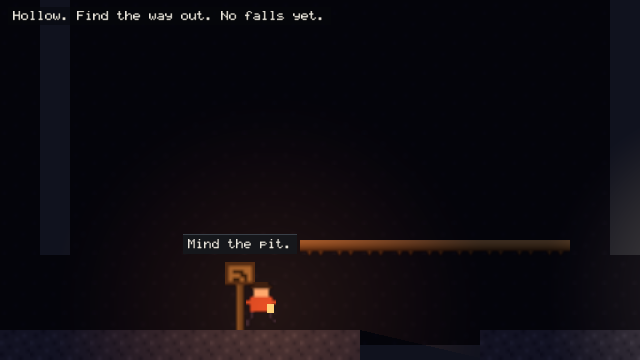 Hollow. Find the way out. No falls yet.
Mind the pit.